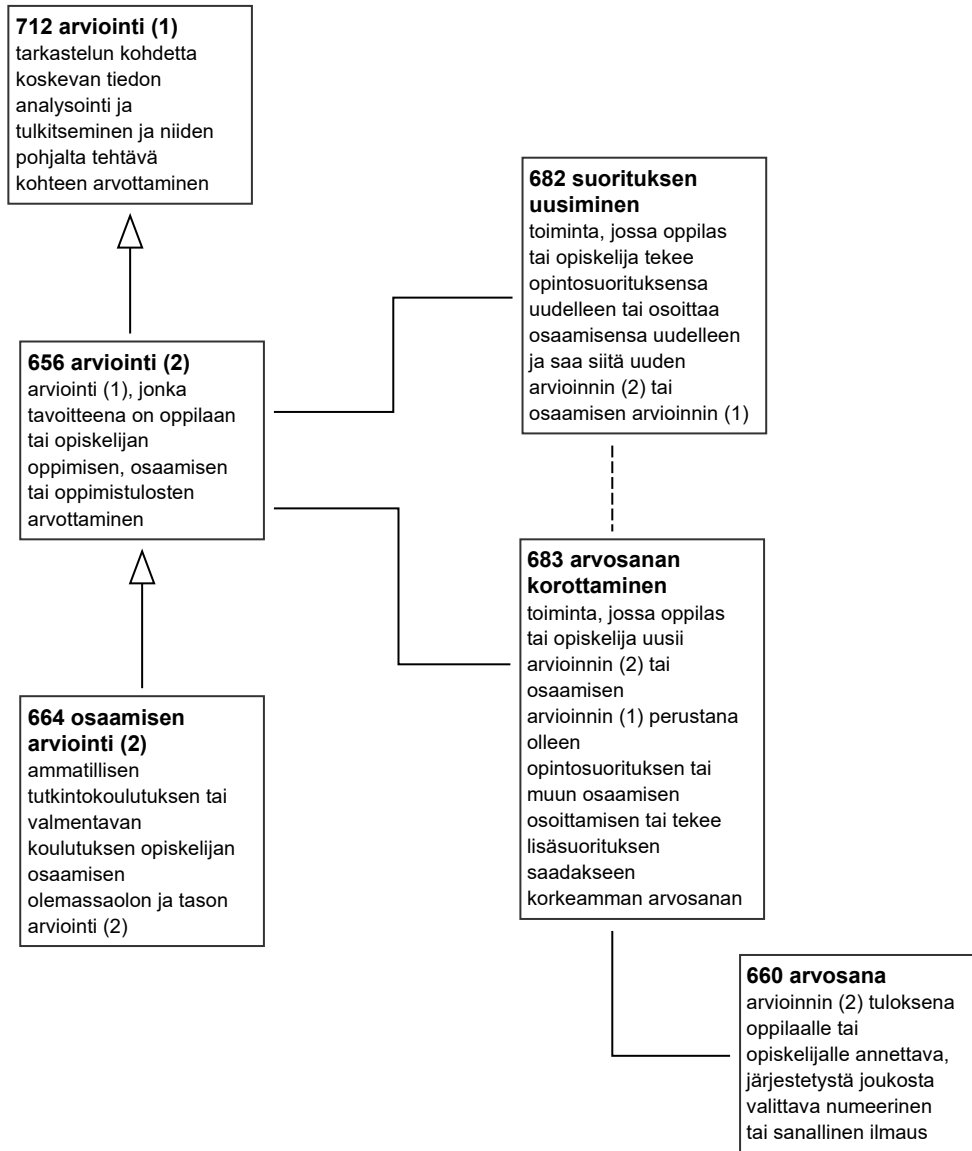 712 arviointi (1)
tarkastelun kohdetta
koskevan tiedon
analysointi ja
tulkitseminen ja niiden
pohjalta tehtävä
kohteen arvottaminen
682 suorituksen
uusiminen
toiminta, jossa oppilas
tai opiskelija tekee
opintosuorituksensa
uudelleen tai osoittaa
osaamisensa uudelleen
ja saa siitä uuden
arvioinnin (2) tai
osaamisen arvioinnin (1)
656 arviointi (2)
arviointi (1), jonka
tavoitteena on oppilaan
tai opiskelijan
oppimisen, osaamisen
tai oppimistulosten
arvottaminen
683 arvosanan
korottaminen
toiminta, jossa oppilas
tai opiskelija uusii
arvioinnin (2) tai
osaamisen
arvioinnin (1) perustana
olleen
opintosuorituksen tai
muun osaamisen
osoittamisen tai tekee
lisäsuorituksen
saadakseen
korkeamman arvosanan
664 osaamisen
arviointi (2)
ammatillisen
tutkintokoulutuksen tai
valmentavan
koulutuksen opiskelijan
osaamisen
olemassaolon ja tason
arviointi (2)
660 arvosana
arvioinnin (2) tuloksena
oppilaalle tai
opiskelijalle annettava,
järjestetystä joukosta
valittava numeerinen
tai sanallinen ilmaus